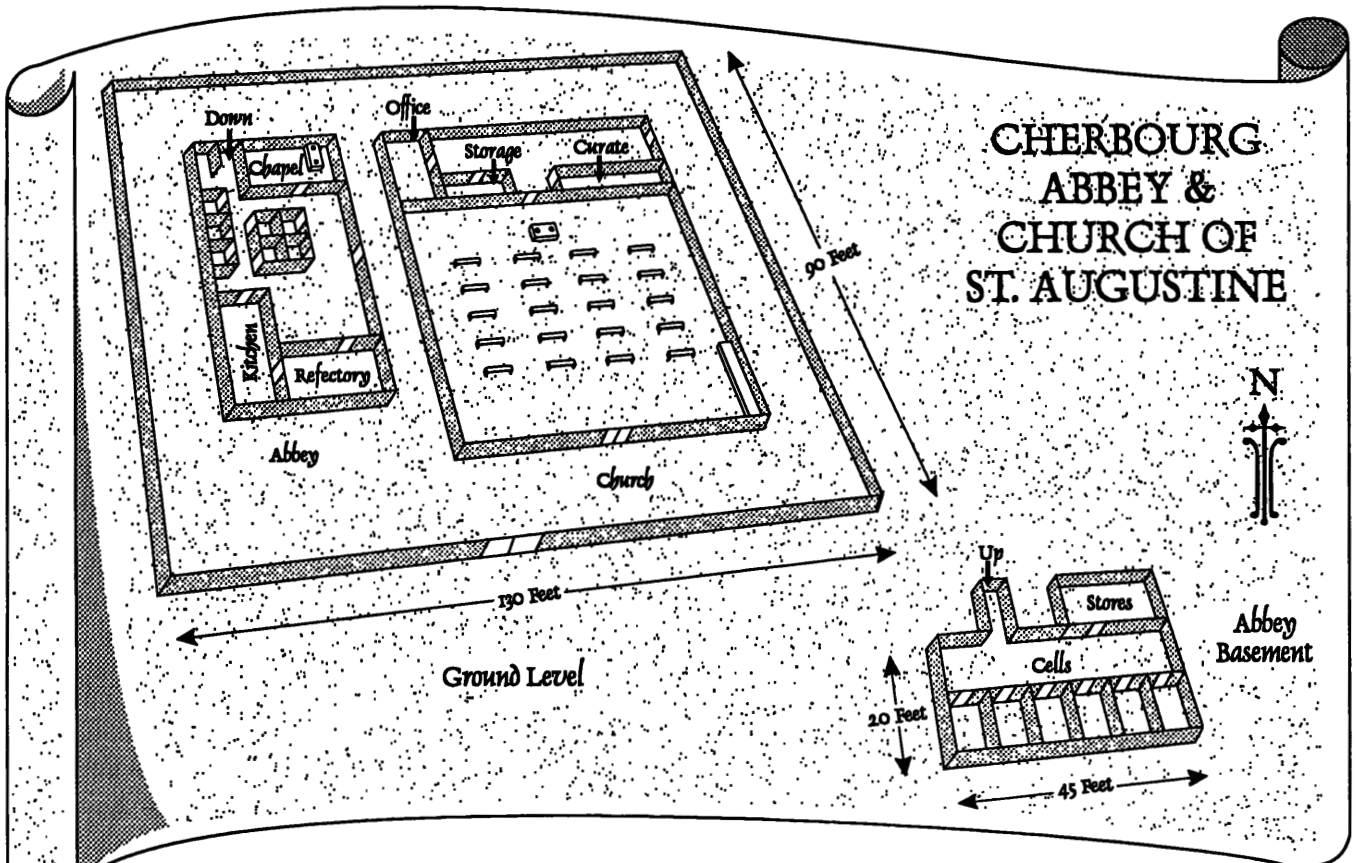 CHERBOURG
ABBEY &
CHURCH OF
ST. AUGUSTINE
Down
Office
Chapel
Storage
Curate
Kitchen
Refectory
Abbey
Church
90 Feet
130 Feet
Ground Level
N
Up
Stores
Cells
Abbey
Basement
20 Feet
45 Feet